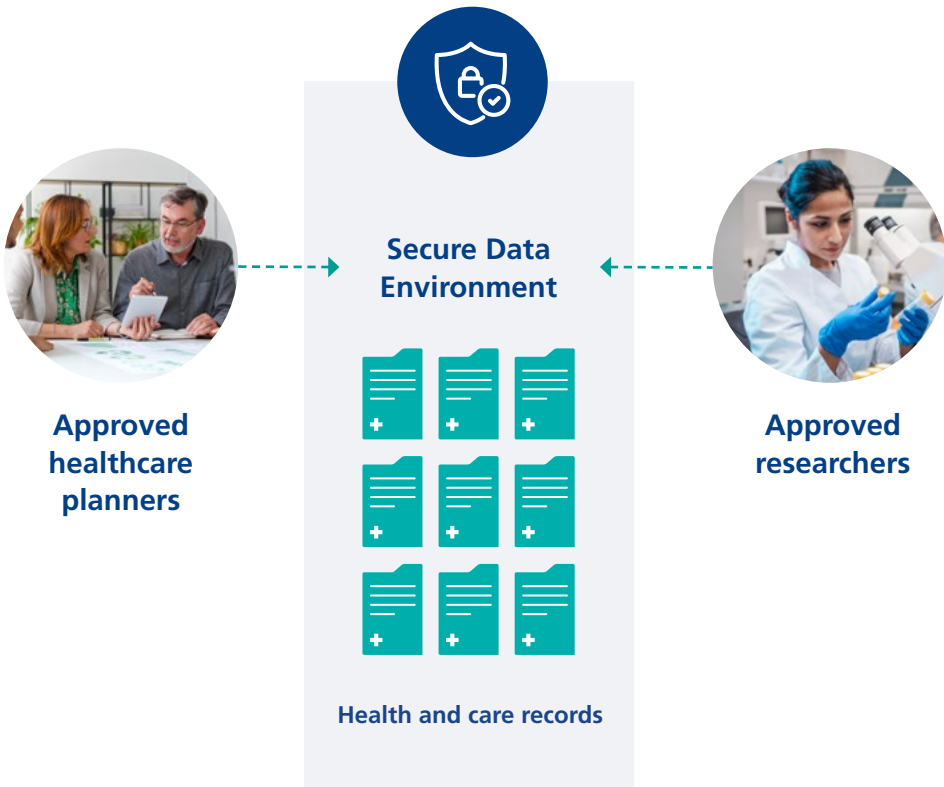 Secure Data
Environment
Approved
healthcare
planners
Approved
researchers
Health and care records